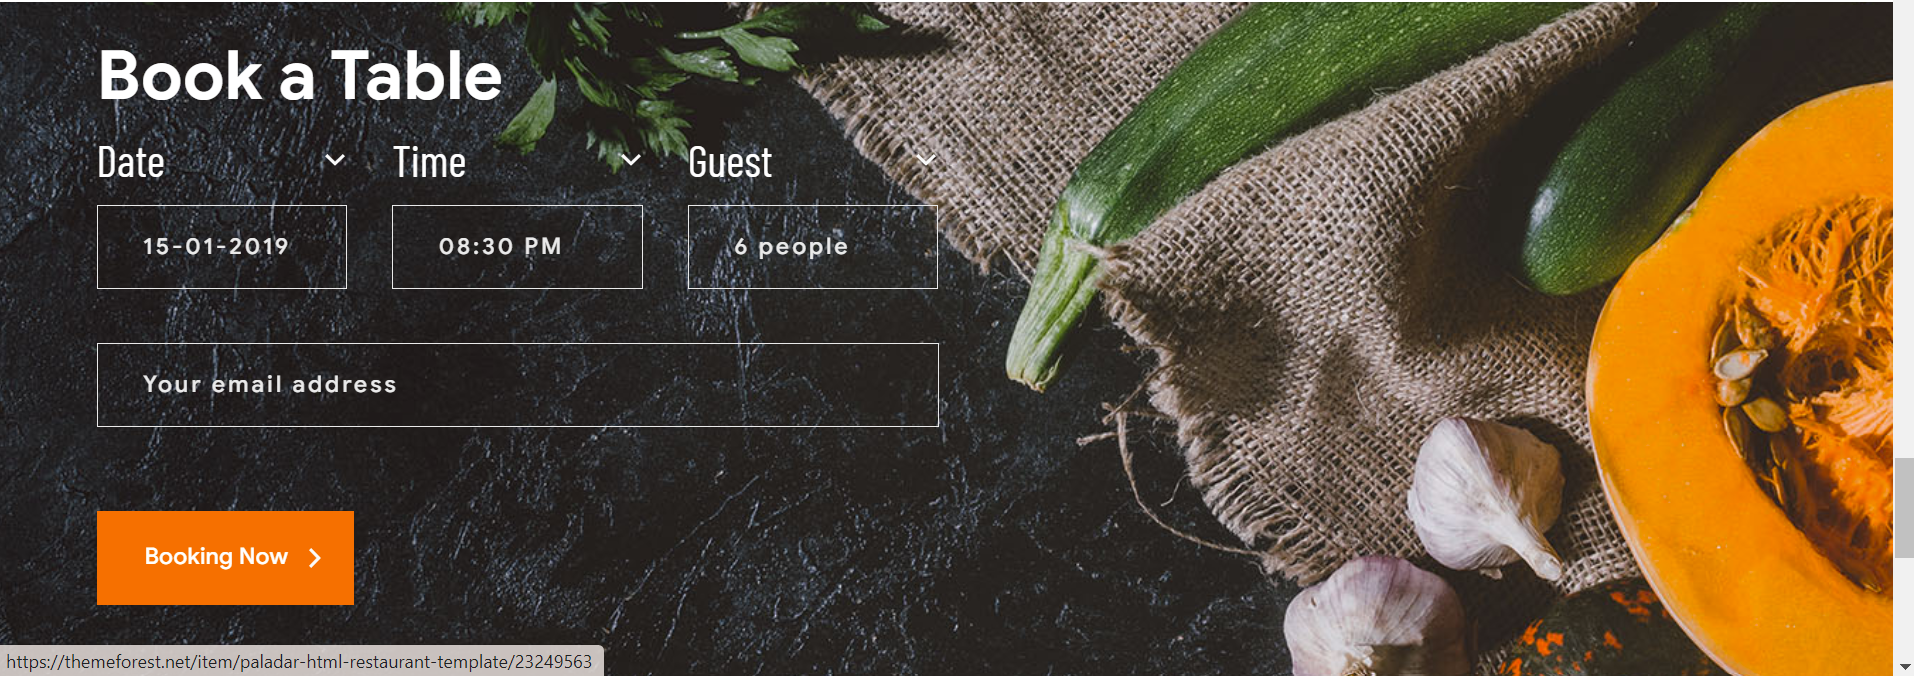 Book a Table
Date Time Guest
15-01-2019 08:30 PM 6 people
Your email address
Booking Now
https://themeforest.net/item/paladar-html-restaurant-template/23249563